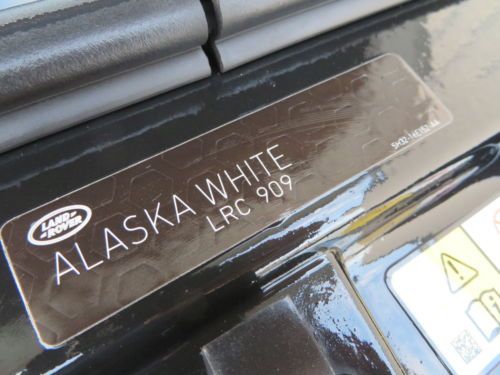 LAND
ROVER
ALASKA WHITE
LRC 909